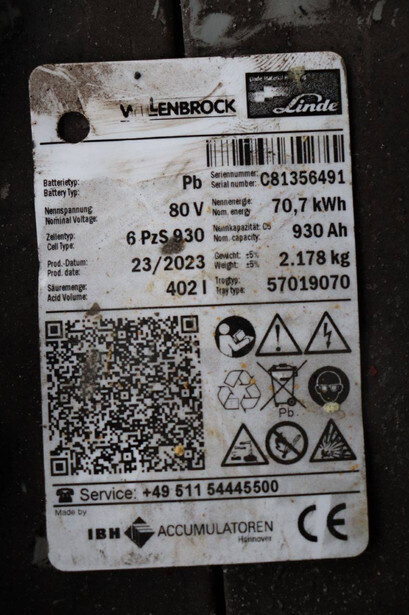 WILLENBROCK
Linde
Batterietyp:
Battery Typ:
Pb
Seriennummer:
Serial number:
C81356491
Nennspannung:
Nominal Voltage:
80 V
Nennenergie:
Nom. energy
70,7 kWh
Zellentyp:
Cell Type:
6 PzS 930
Nennkapazität: C5
Nom. capacity:
930 Ah
Prod.-Datum:
Prod. date:
23/2023
Gewicht: ±5%
Weight: ±5%
2.178 kg
Säuremenge:
Acid Volume:
402 l
Trogtyp:
Tray type:
57019070
Pb
Service: +49 511 54445500
Made by
IBH ACCUMULATOREN
Hannover
CE